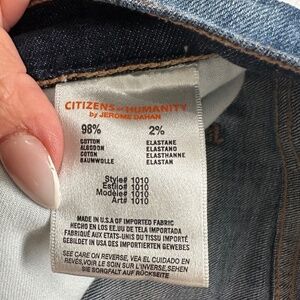 CITIZENS of HUMANITY
by JEROME DAHAN
98% 2%
COTTON ELASTANE
ALGODON ELASTANO
COTON ELASTHANNE
BAUMWOLLE ELASTAN
Style# 1010
Estilo# 1010
Modèle# 1010
Art# 1010
MADE IN U.S.A OF IMPORTED FABRIC
HECHO EN LOS EE.UU DE TELA IMPORTADA
FABRIQUÉ AUX ETATS-UNIS DU TISSU IMPORTÉ
GEBILDET IN USA DES IMPORTIERTEN GEWEBES
SEE CARE ON REVERSE, VEA EL CUIDADO EN
REVES,VOIR LE SOIN SUR L'INVERSE,SEHEN
SIE SORGFALT AUF RÜCKSEITE